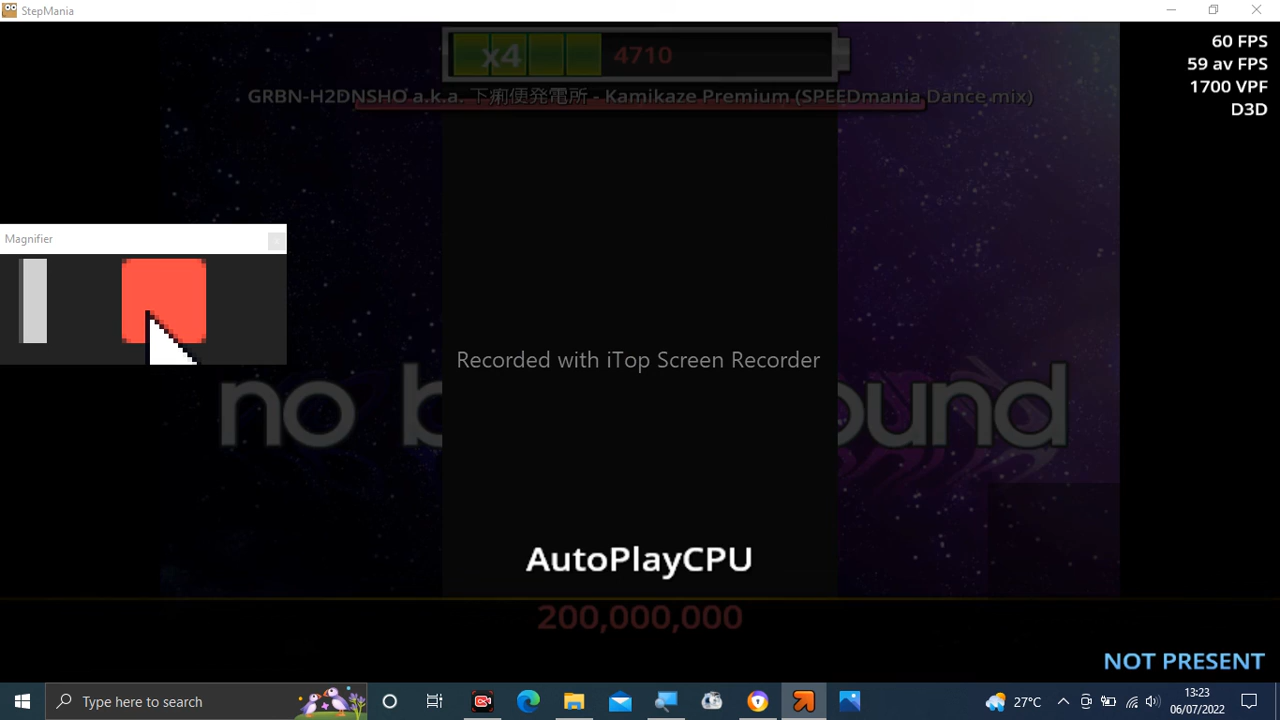 StepMania
60 FPS
x4 4710
59 av FPS
1700 VPF
GRBN-H2DNSHO a.k.a. 下痢便発電所 - Kamikaze Premium (SPEEDmania Dance mix)
D3D
Magnifier
Recorded with iTop Screen Recorder
no b ound
AutoPlayCPU
200,000,000
NOT PRESENT
Type here to search
27°C
13:23
06/07/2022